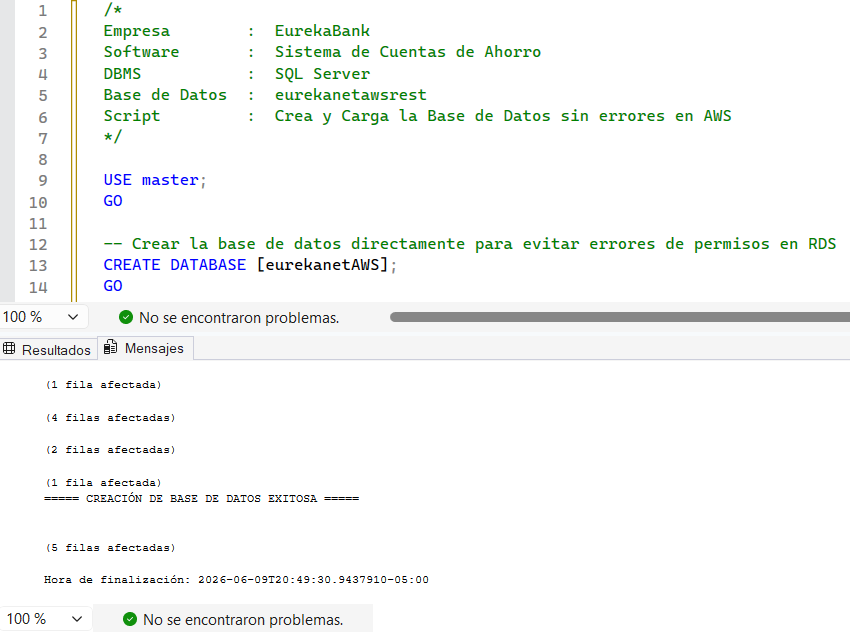 1 /*
2 Empresa : EurekaBank
3 Software : Sistema de Cuentas de Ahorro
4 DBMS : SQL Server
5 Base de Datos : eurekanetawsrest
6 Script : Crea y Carga la Base de Datos sin errores en AWS
7 */
8
9 USE master;
10 GO
11
12 -- Crear la base de datos directamente para evitar errores de permisos en RDS
13 CREATE DATABASE [eurekanetAWS];
14 GO
100 % No se encontraron problemas.
Resultados Mensajes
(1 fila afectada)
(4 filas afectadas)
(2 filas afectadas)
(1 fila afectada)
===== CREACIÓN DE BASE DE DATOS EXITOSA =====
(5 filas afectadas)
Hora de finalización: 2026-06-09T20:49:30.9437910-05:00
100 % No se encontraron problemas.